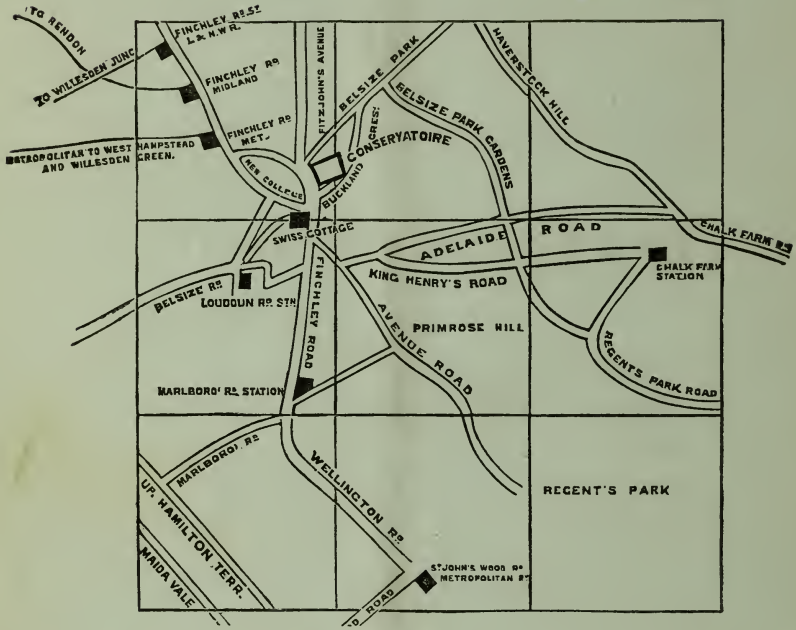 TO RENDON
FINCHLEY RD. ST.
L & N.W.R.
TO WILLESDEN JUNC
FINCHLEY RD
MIDLAND
FINCHLEY RD
MET.
METROPOLITAN TO WEST HAMPSTEAD
AND WILLESDEN GREEN.
FITZJOHN'S AVENUE
BELSIZE PARK
HAVERSTOCK HILL
BELSIZE PARK GARDENS
NEW COLLEGE
CONSERVATOIRE
BUCKLAND CRESt
SWISS COTTAGE
ADELAIDE ROAD
CHALK FARM RD
CHALK FARM
STATION
KING HENRY'S ROAD
BELSIZE RD
LOUDOUN RD STN
FINCHLEY ROAD
AVENUE ROAD
PRIMROSE HILL
REGENTS PARK ROAD
MARLBORO' RD STATION
MARLBORO' RD
WELLINGTON RD
REGENT'S PARK
UP. HAMILTON TERR.
MAIDA VALE
ST JOHN'S WOOD RD
METROPOLITAN RY
D ROAD